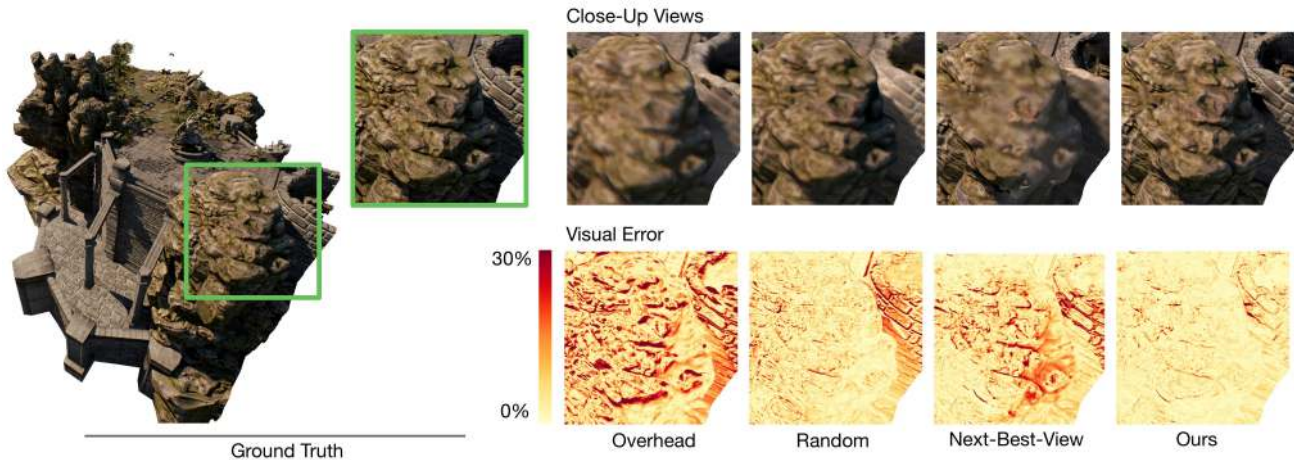 Close-Up Views
Visual Error
30%
0%
Overhead
Random
Next-Best-View
Ours
Ground Truth